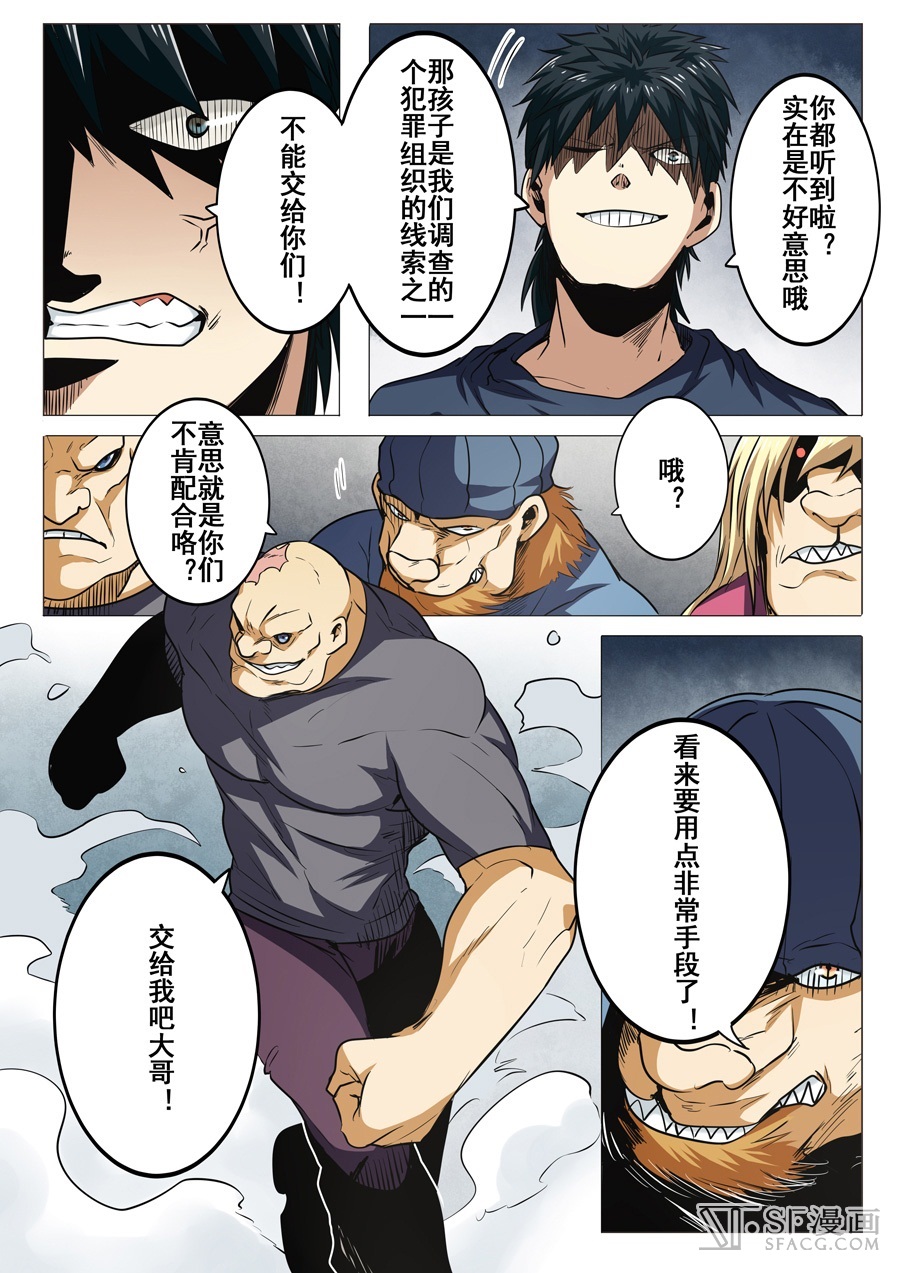 你都听到啦？
实在是不好意思哦
那孩子是我们调查的一
个犯罪组织的线索之一
不能交给你们！
哦？
意思就是你们
不肯配合咯？
看来要用点非常手段了！
交给我吧大哥！
SF漫画
SFACG.COM